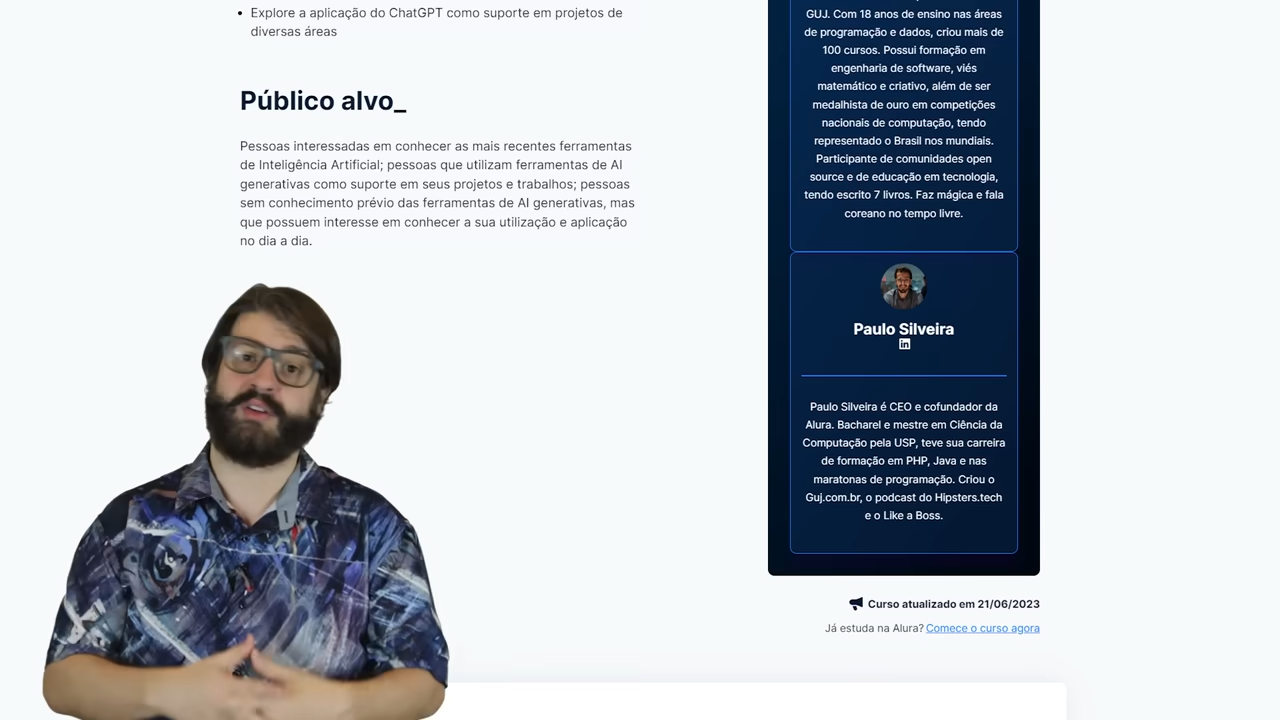 • Explore a aplicação do ChatGPT como suporte em projetos de
diversas áreas
Público alvo_
Pessoas interessadas em conhecer as mais recentes ferramentas
de Inteligência Artificial; pessoas que utilizam ferramentas de AI
generativas como suporte em seus projetos e trabalhos; pessoas
sem conhecimento prévio das ferramentas de AI generativas, mas
que possuem interesse em conhecer a sua utilização e aplicação
no dia a dia.
GUJ. Com 18 anos de ensino nas áreas
de programação e dados, criou mais de
100 cursos. Possui formação em
engenharia de software, viés
matemático e criativo, além de ser
medalhista de ouro em competições
nacionais de computação, tendo
representado o Brasil nos mundiais.
Participante de comunidades open
source e de educação em tecnologia,
tendo escrito 7 livros. Faz mágica e fala
coreano no tempo livre.
Paulo Silveira
in
Paulo Silveira é CEO e cofundador da
Alura. Bacharel e mestre em Ciência da
Computação pela USP, teve sua carreira
de formação em PHP, Java e nas
maratonas de programação. Criou o
Guj.com.br, o podcast do Hipsters.tech
e o Like a Boss.
Curso atualizado em 21/06/2023
Já estuda na Alura? Comece o curso agora